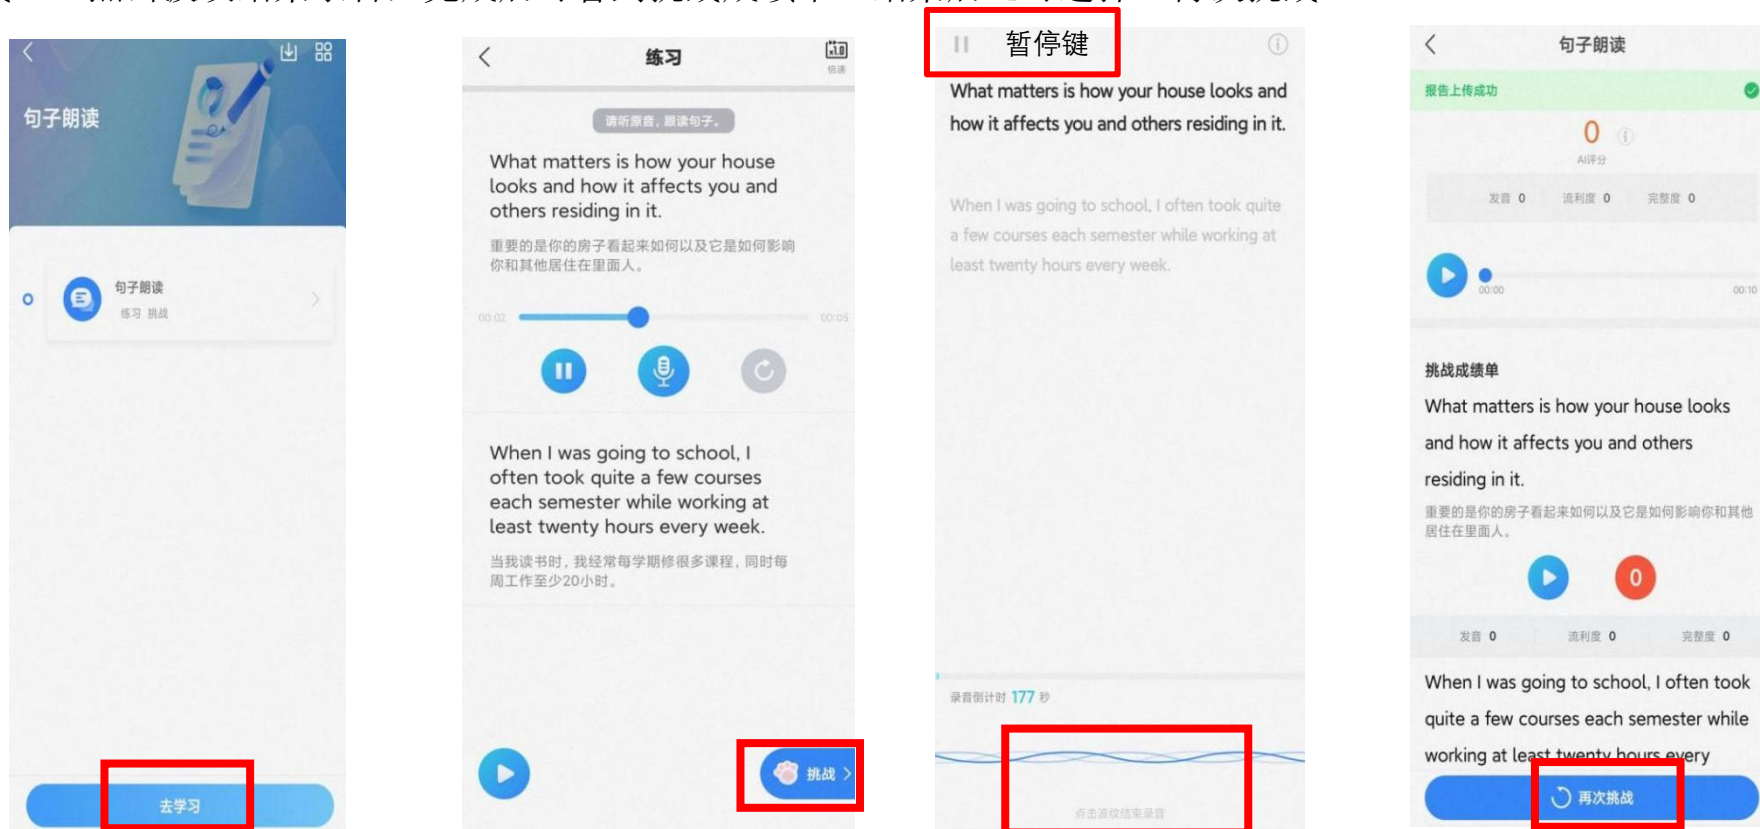 句子朗读
句子朗读
练习 挑战
去学习
练习
x1.0
倍速
请听原音，跟读句子。
What matters is how your house
looks and how it affects you and
others residing in it.
重要的是你的房子看起来如何以及它是如何影响
你和其他居住在里面人。
00:02
00:05
When I was going to school, I
often took quite a few courses
each semester while working at
least twenty hours every week.
当我读书时，我经常每学期修很多课程，同时每
周工作至少20小时。
挑战 >
暂停键
What matters is how your house looks and
how it affects you and others residing in it.
When I was going to school, I often took quite
a few courses each semester while working at
least twenty hours every week.
录音倒计时 177 秒
点击波纹结束录音
句子朗读
报告上传成功
0
AI评分
发音 0 流利度 0 完整度 0
00:00
00:10
挑战成绩单
What matters is how your house looks
and how it affects you and others
residing in it.
重要的是你的房子看起来如何以及它是如何影响你和其他
居住在里面人。
0
发音 0 流利度 0 完整度 0
When I was going to school, I often took
quite a few courses each semester while
working at least twenty hours every
再次挑战